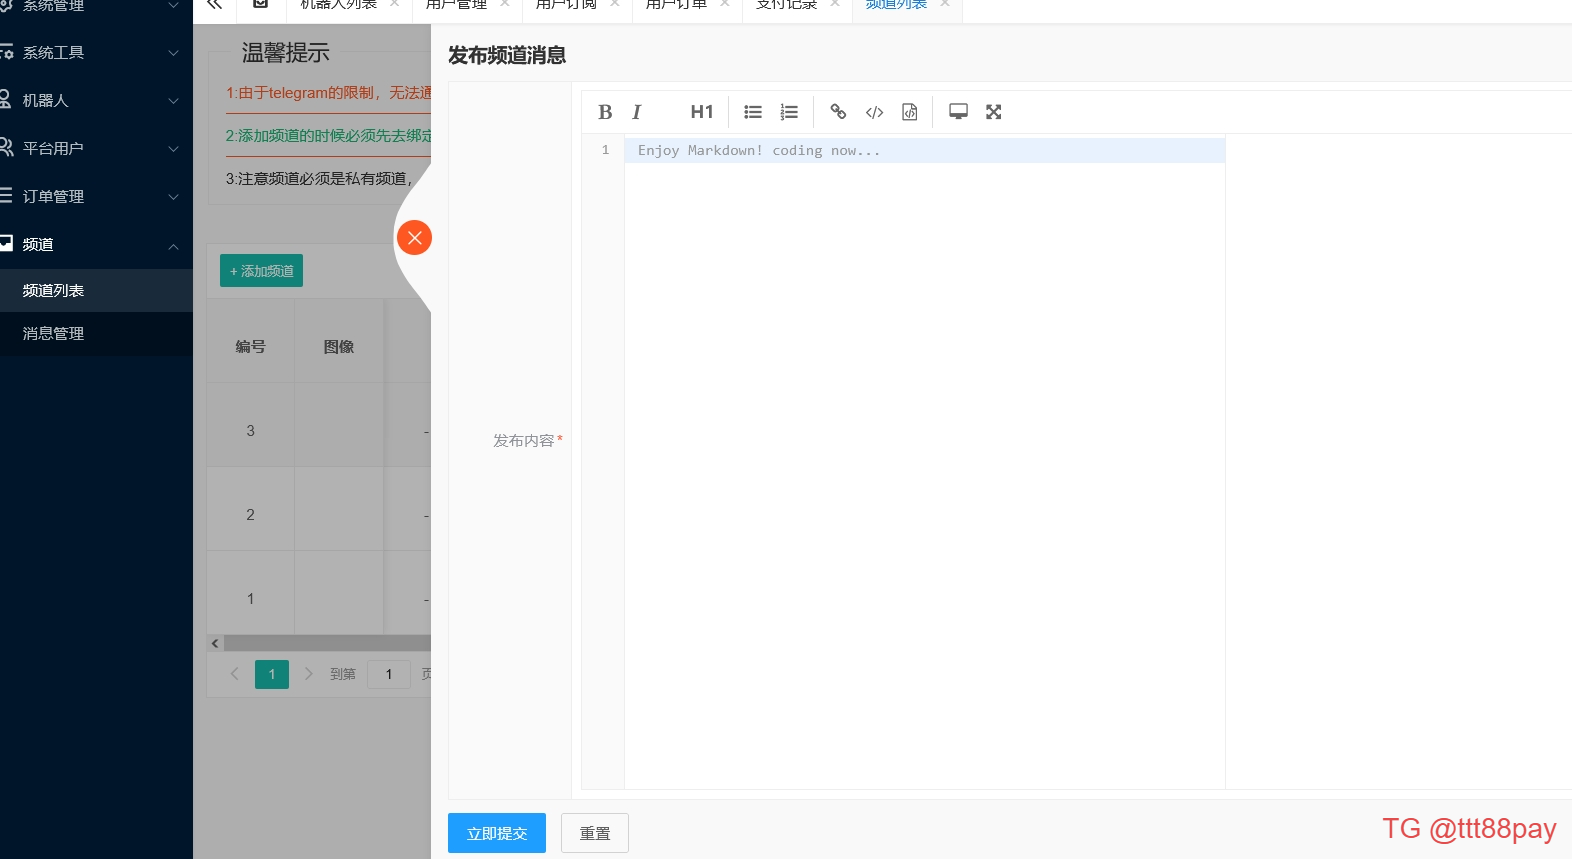 系统管理
系统工具
机器人
平台用户
订单管理
频道
频道列表
消息管理
机器人列表
用户管理
用户订阅
用户订单
支付记录
频道列表
温馨提示
1:由于telegram的限制，无法通
2:添加频道的时候必须先去绑定
3:注意频道必须是私有频道，
+ 添加频道
编号 图像
3 -
2 -
1 -
1 到第 1 页
发布频道消息
B I H1
1 Enjoy Markdown! coding now...
发布内容*
立即提交 重置
TG @ttt88pay